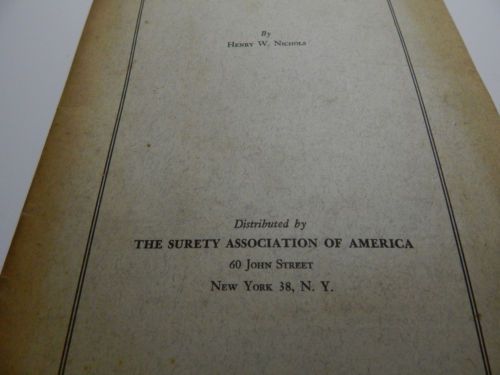 By
Henry W. Nichols
Distributed by
THE SURETY ASSOCIATION OF AMERICA
60 John Street
New York 38, N. Y.